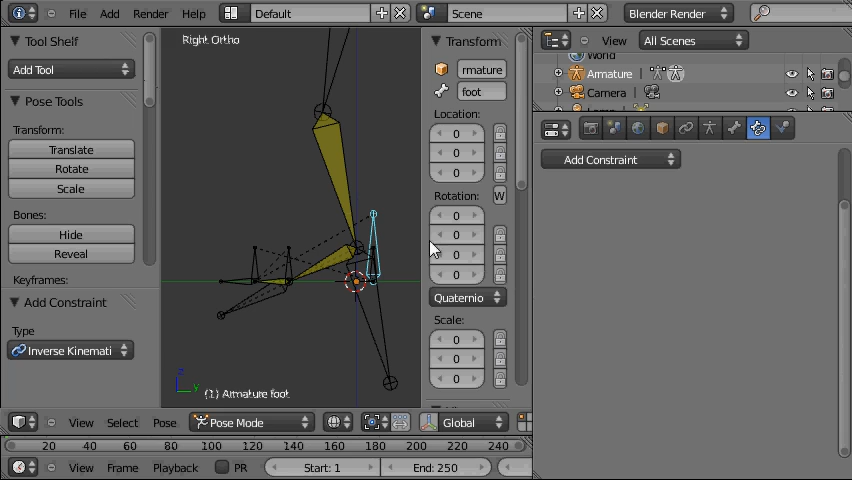 File Add Render Help Default Scene Blender Render
Tool Shelf
Add Tool
Pose Tools
Transform:
Translate
Rotate
Scale
Bones:
Hide
Reveal
Keyframes:
Add Constraint
Type
Inverse Kinemati
Right Ortho
z
y
(1) Armature foot
Transform
rmature
foot
Location:
0
0
0
Rotation: W
0
0
0
0
Quaternio
Scale:
0
0
0
View All Scenes
World
Armature
Camera
Add Constraint
View Select Pose Pose Mode Global
20 40 60 80 100 120 140 160 180 200 220 240
View Frame Playback PR Start: 1 End: 250